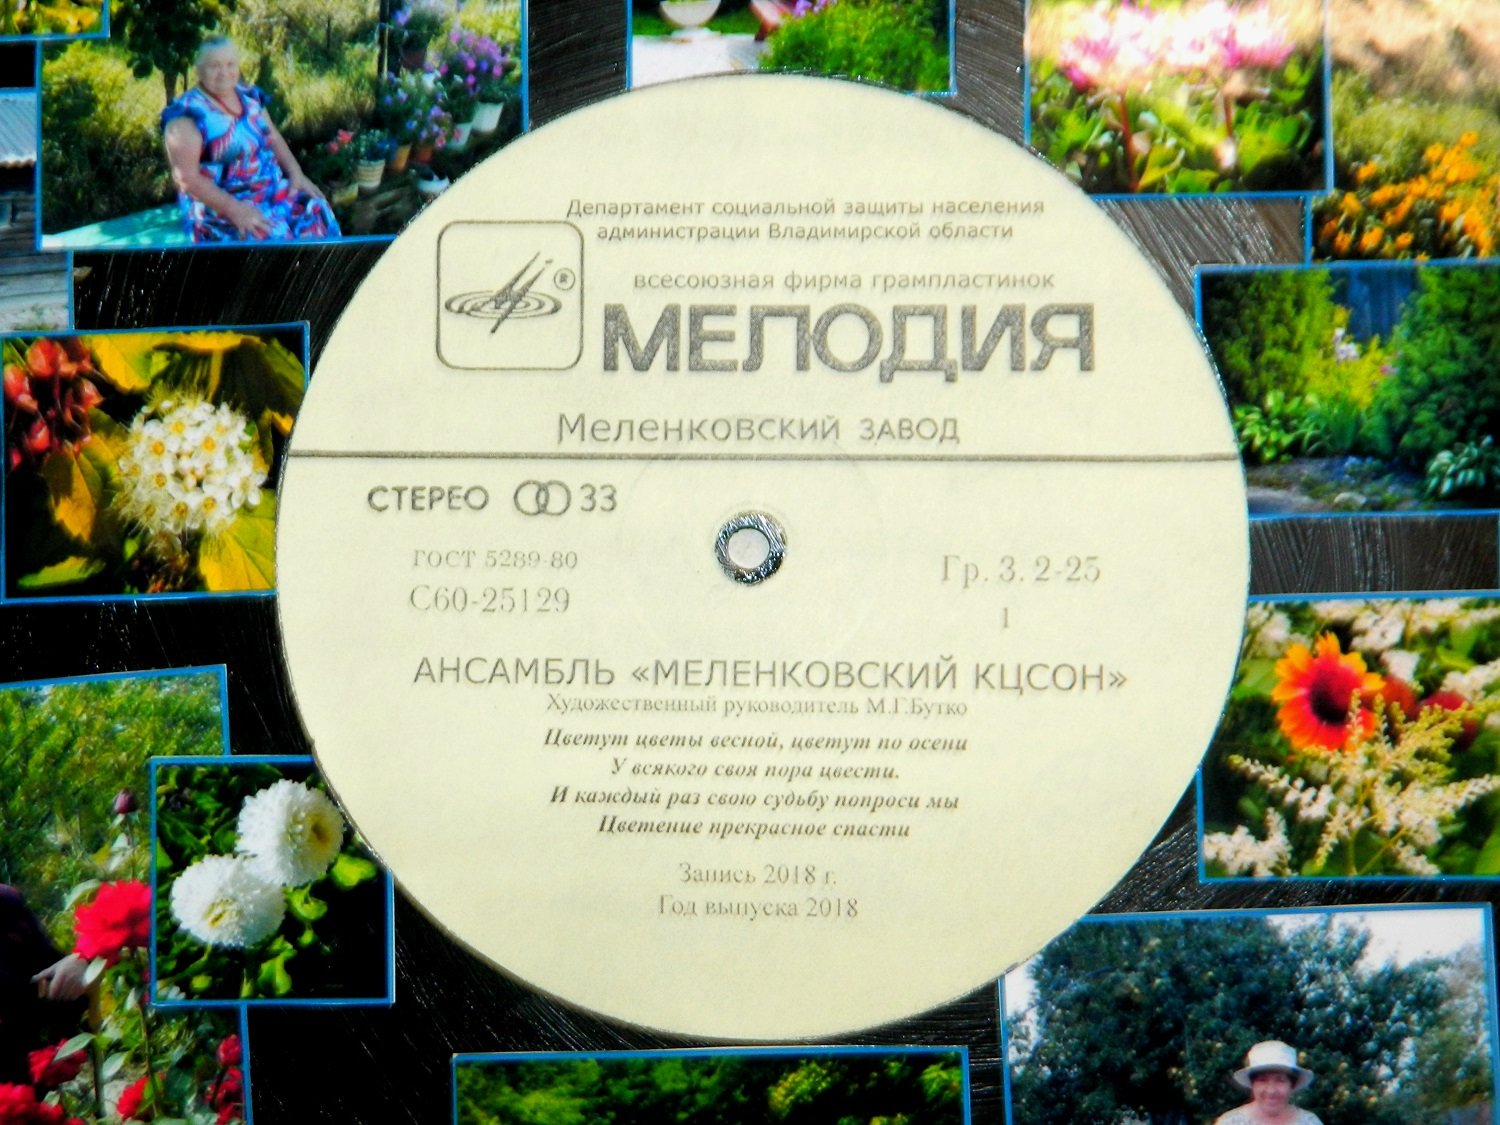 Департамент социальной защиты населения
администрации Владимирской области
всесоюзная фирма грампластинок
®
МЕЛОДИЯ
Меленковский ЗАВОД
СТЕРЕО 33
ГОСТ 5289-80
Гр. 3. 2-25
С60-25129
1
АНСАМБЛЬ «МЕЛЕНКОВСКИЙ КЦСОН»
Художественный руководитель М.Г.Бутко
Цветут цветы весной, цветут по осени
У всякого своя пора цвести.
И каждый раз свою судьбу попроси мы
Цветение прекрасное спасти
Запись 2018 г.
Год выпуска 2018